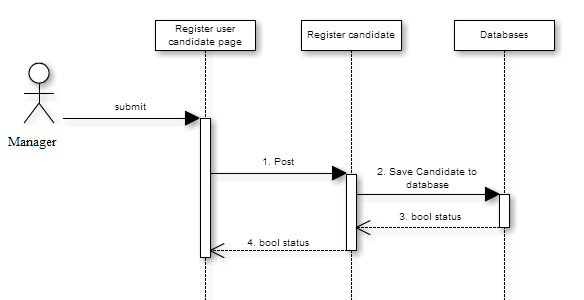 Register user
candidate page
Register candidate
Databases
submit
Manager
1. Post
2. Save Candidate to
database
3. bool status
4. bool status